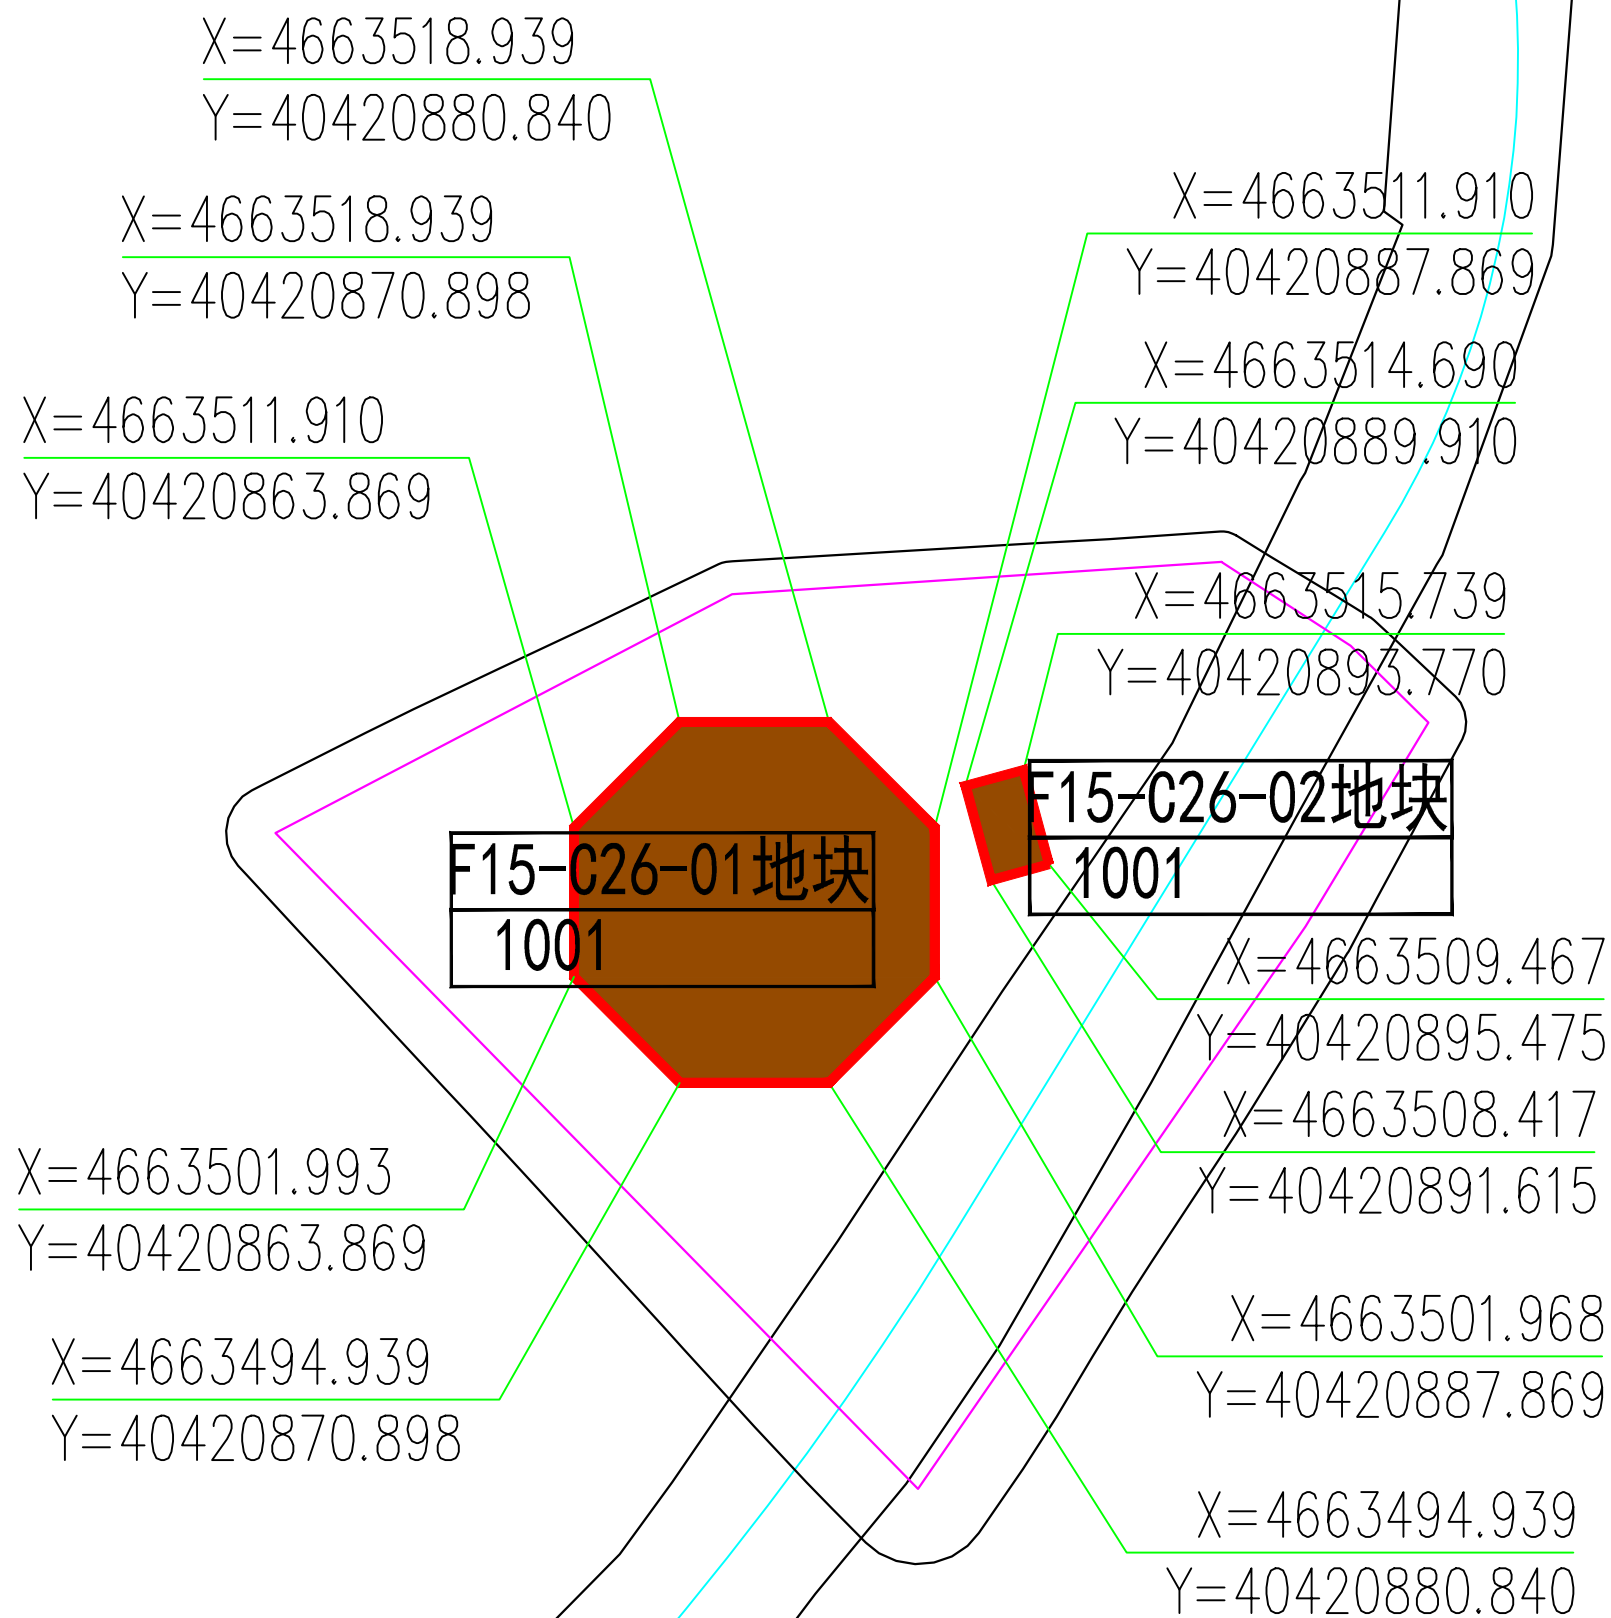 X=4663518.939
Y=40420880.840
X=4663518.939
Y=40420870.898
X=4663511.910
Y=40420863.869
X=4663511.910
Y=40420887.869
X=4663514.690
Y=40420889.910
X=4663515.739
Y=40420893.770
F15-C26-02地块
1001
F15-C26-01地块
1001
X=4663509.467
Y=40420895.475
X=4663508.417
Y=40420891.615
X=4663501.993
Y=40420863.869
X=4663501.968
Y=40420887.869
X=4663494.939
Y=40420870.898
X=4663494.939
Y=40420880.840